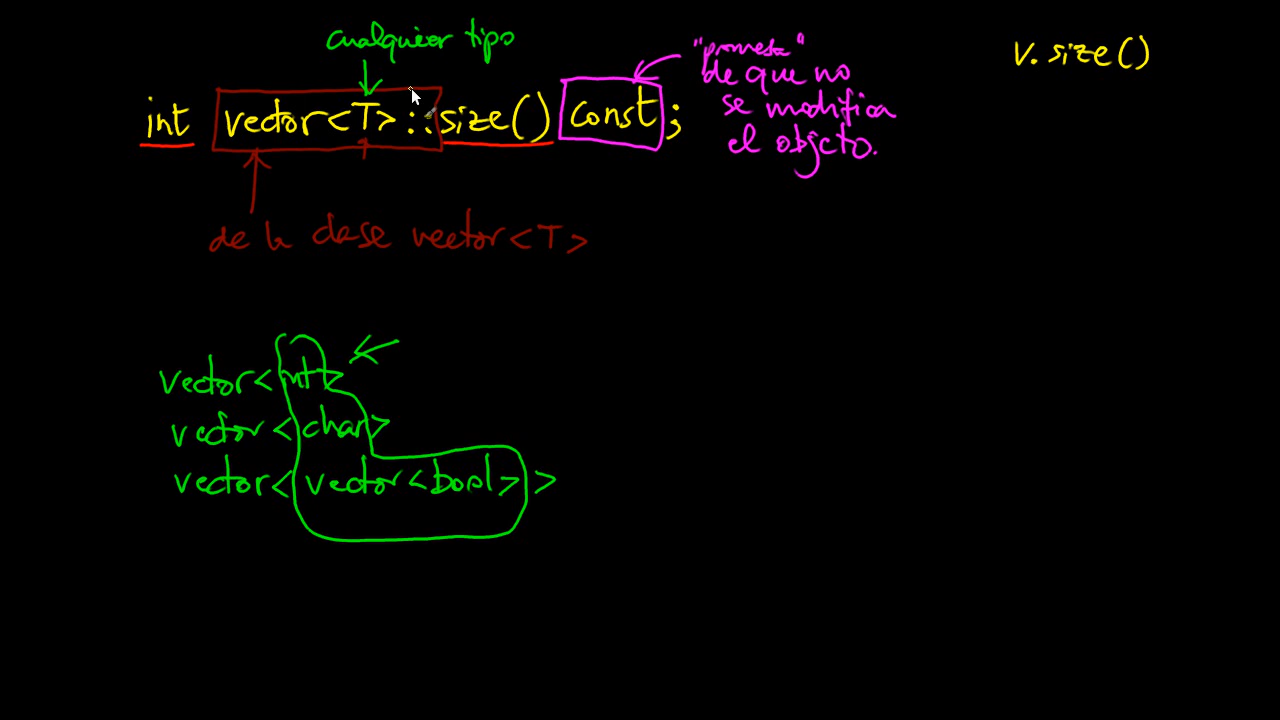 cualquier tipo
v.size()
int vector<T>::size() const;
"promesa"
de que no
se modifica
el objecto.
de la clase vector<T>
vector<int>
vector<char>
vector<vector<bool>>